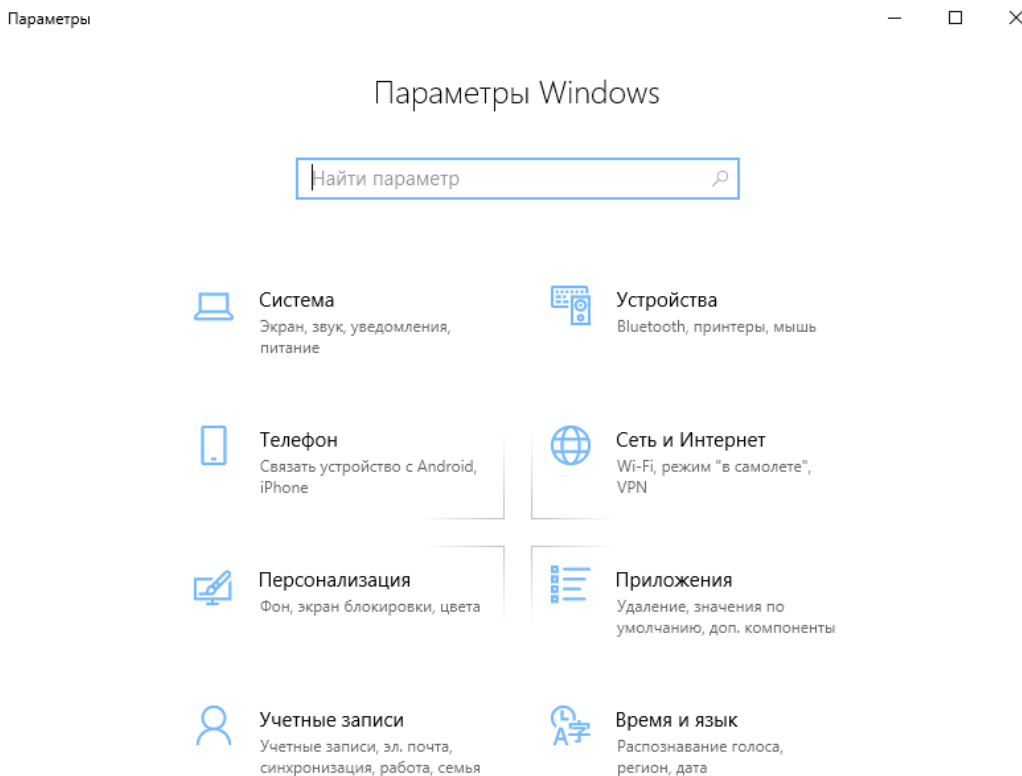 Параметры
Параметры Windows
Найти параметр
Система
Экран, звук, уведомления,
питание
Устройства
Bluetooth, принтеры, мышь
Телефон
Связать устройство с Android,
iPhone
Сеть и Интернет
Wi-Fi, режим "в самолете",
VPN
Персонализация
Фон, экран блокировки, цвета
Приложения
Удаление, значения по
умолчанию, доп. компоненты
Учетные записи
Учетные записи, эл. почта,
синхронизация, работа, семья
Время и язык
Распознавание голоса,
регион, дата